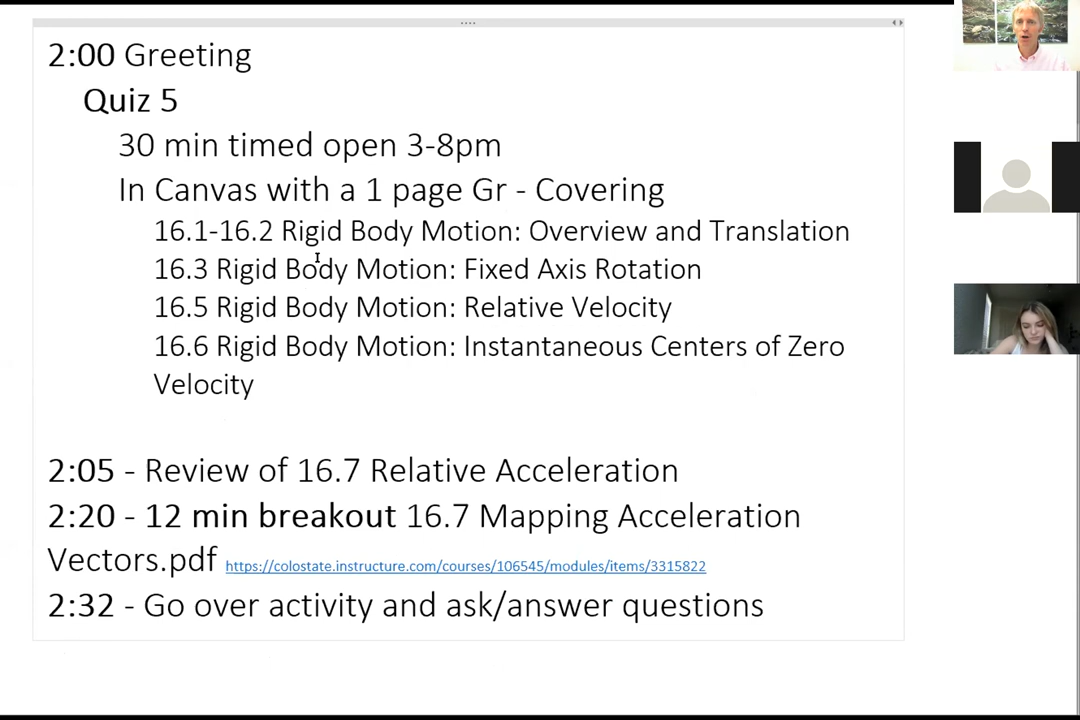 2:00 Greeting
Quiz 5
30 min timed open 3-8pm
In Canvas with a 1 page Gr - Covering
16.1-16.2 Rigid Body Motion: Overview and Translation
16.3 Rigid Body Motion: Fixed Axis Rotation
16.5 Rigid Body Motion: Relative Velocity
16.6 Rigid Body Motion: Instantaneous Centers of Zero
Velocity
2:05 - Review of 16.7 Relative Acceleration
2:20 - 12 min breakout 16.7 Mapping Acceleration
Vectors.pdf https://colostate.instructure.com/courses/106545/modules/items/3315822
2:32 - Go over activity and ask/answer questions